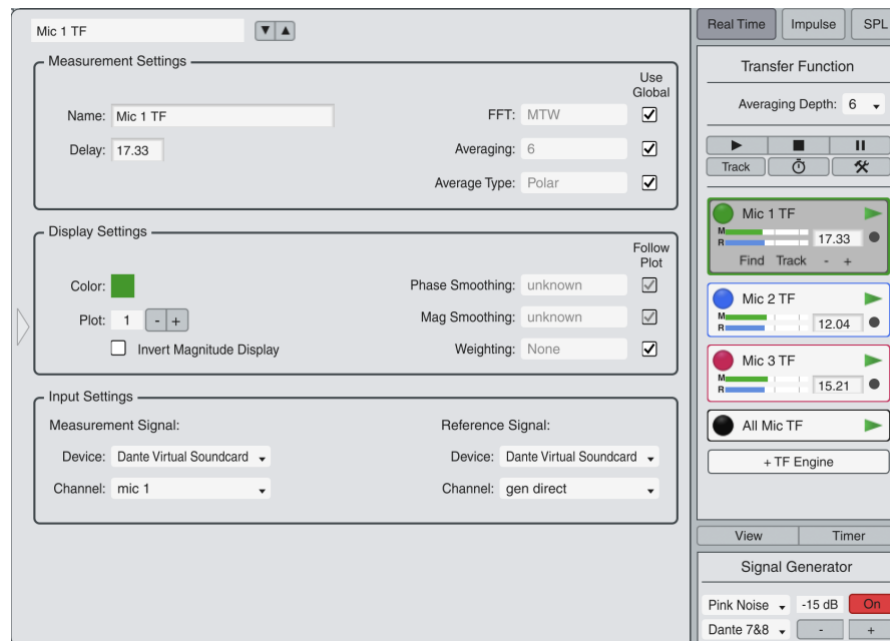 Mic 1 TF
Measurement Settings
Use
Global
Name: Mic 1 TF
FFT: MTW
Delay: 17.33
Averaging: 6
Average Type: Polar
Display Settings
Follow
Plot
Color:
Phase Smoothing: unknown
Plot: 1 - +
Mag Smoothing: unknown
Invert Magnitude Display
Weighting: None
Input Settings
Measurement Signal:
Reference Signal:
Device: Dante Virtual Soundcard
Device: Dante Virtual Soundcard
Channel: mic 1
Channel: gen direct
Real Time
Impulse
SPL
Transfer Function
Averaging Depth: 6
Track
Mic 1 TF
M
R
17.33
Find Track - +
Mic 2 TF
M
R
12.04
Mic 3 TF
M
R
15.21
All Mic TF
+ TF Engine
View
Timer
Signal Generator
Pink Noise -15 dB On
Dante 7&8 - +